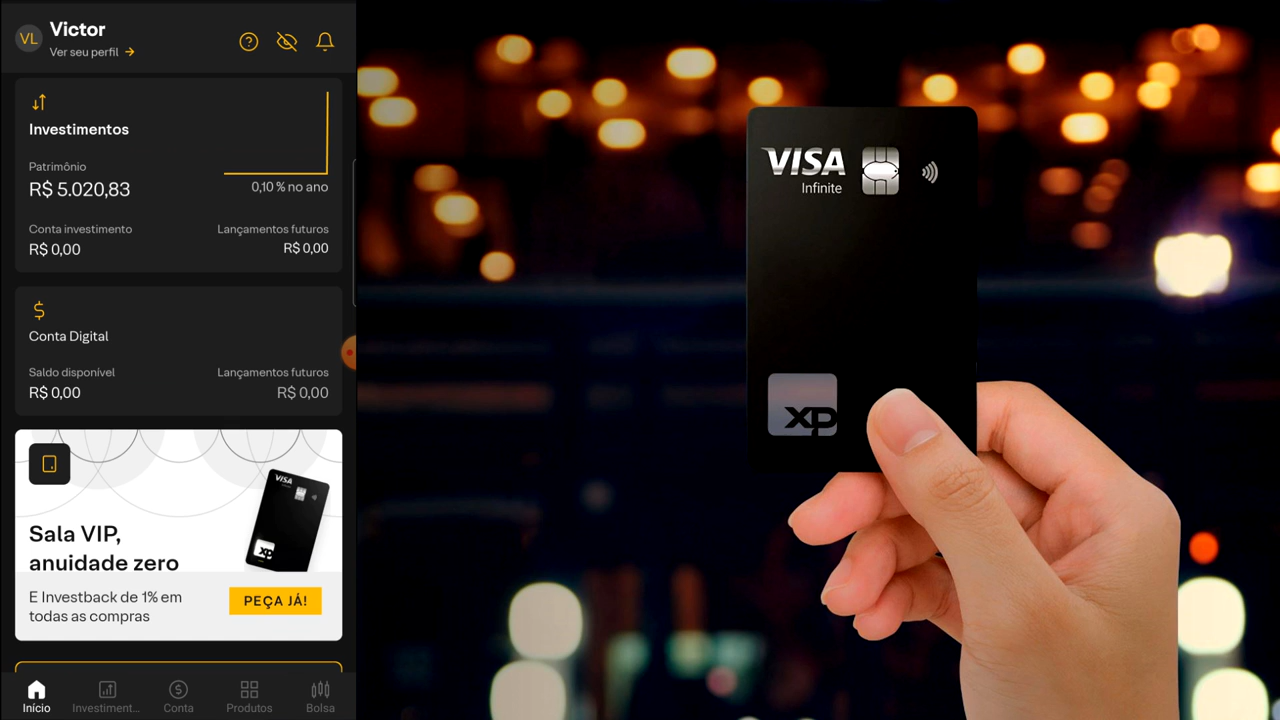 VL
Victor
Ver seu perfil →
Investimentos
Patrimônio
R$ 5.020,83
0,10 % no ano
Conta investimento
Lançamentos futuros
R$ 0,00
R$ 0,00
Conta Digital
Saldo disponível
Lançamentos futuros
R$ 0,00
R$ 0,00
VISA
xp
Sala VIP,
anuidade zero
E Investback de 1% em
todas as compras
PEÇA JÁ!
Início
Investiment...
Conta
Produtos
Bolsa
VISA
Infinite
xp